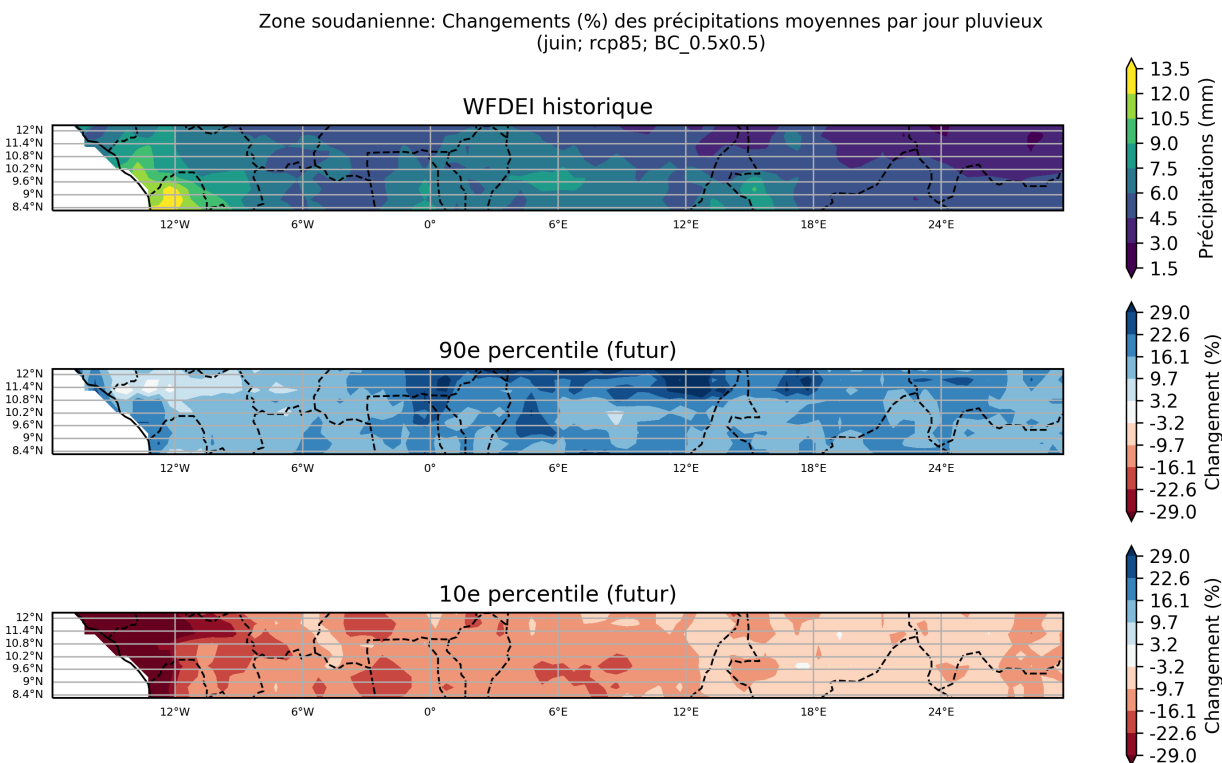 Zone soudanienne: Changements (%) des précipitations moyennes par jour pluvieux
(juin; rcp85; BC_0.5x0.5)
WFDEI historique
12°N
11.4°N
10.8°N
10.2°N
9.6°N
9°N
8.4°N
12°W
6°W
0°
6°E
12°E
18°E
24°E
13.5
12.0
10.5
9.0
7.5
6.0
4.5
3.0
1.5
Précipitations (mm)
90e percentile (futur)
12°N
11.4°N
10.8°N
10.2°N
9.6°N
9°N
8.4°N
12°W
6°W
0°
6°E
12°E
18°E
24°E
29.0
22.6
16.1
9.7
3.2
-3.2
-9.7
-16.1
-22.6
-29.0
Changement (%)
10e percentile (futur)
12°N
11.4°N
10.8°N
10.2°N
9.6°N
9°N
8.4°N
12°W
6°W
0°
6°E
12°E
18°E
24°E
29.0
22.6
16.1
9.7
3.2
-3.2
-9.7
-16.1
-22.6
-29.0
Changement (%)